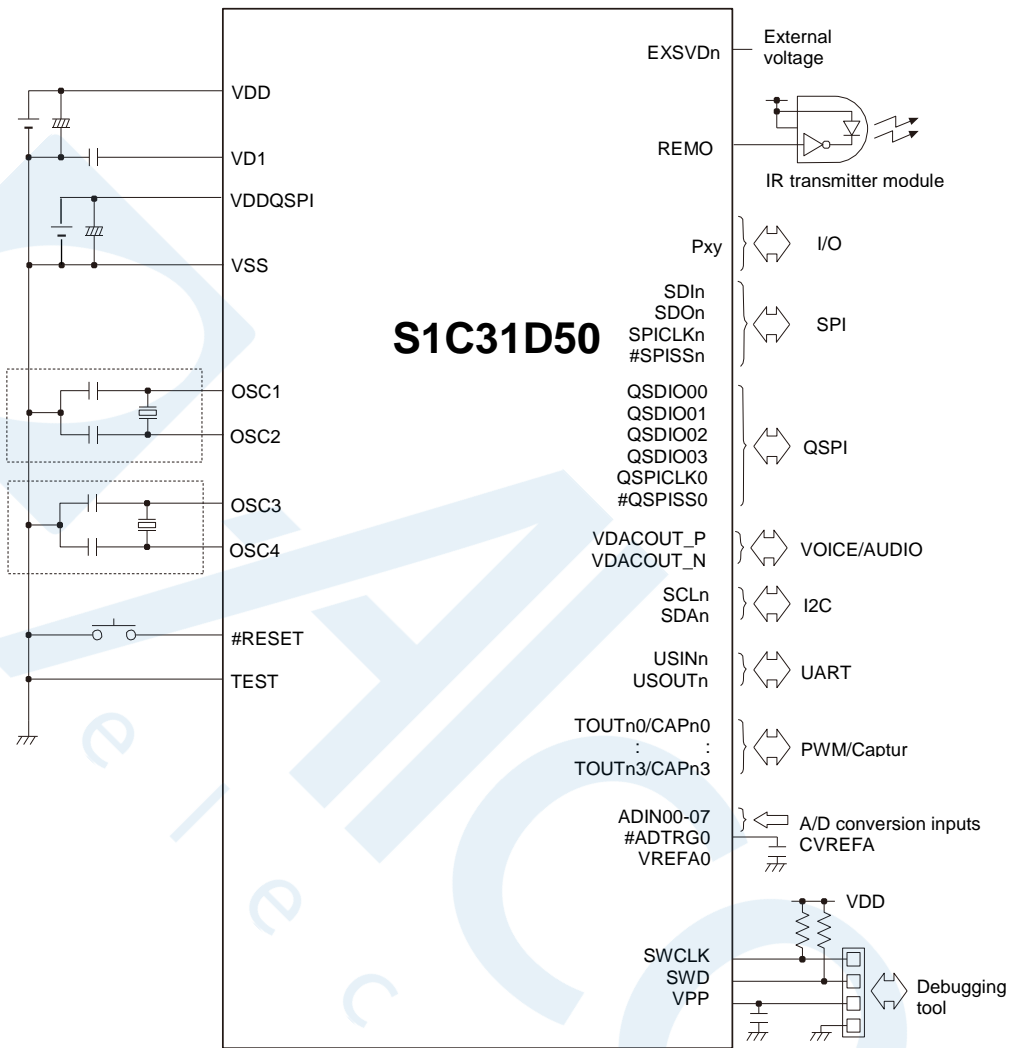 EXSVDn
External
voltage
VDD
VD1
REMO
IR transmitter module
VDDQSPI
VSS
Pxy
I/O
S1C31D50
SDIn
SDOn
SPICLKn
#SPISSn
SPI
OSC1
OSC2
QSDIO00
QSDIO01
QSDIO02
QSDIO03
QSPICLK0
#QSPISS0
QSPI
OSC3
OSC4
VDACOUT_P
VDACOUT_N
VOICE/AUDIO
SCLn
SDAn
I2C
#RESET
TEST
USINn
USOUTn
UART
TOUTn0/CAPn0
: :
TOUTn3/CAPn3
PWM/Captur
ADIN00-07
#ADTRG0
VREFA0
A/D conversion inputs
CVREFA
VDD
SWCLK
SWD
VPP
Debugging
tool
e l e c